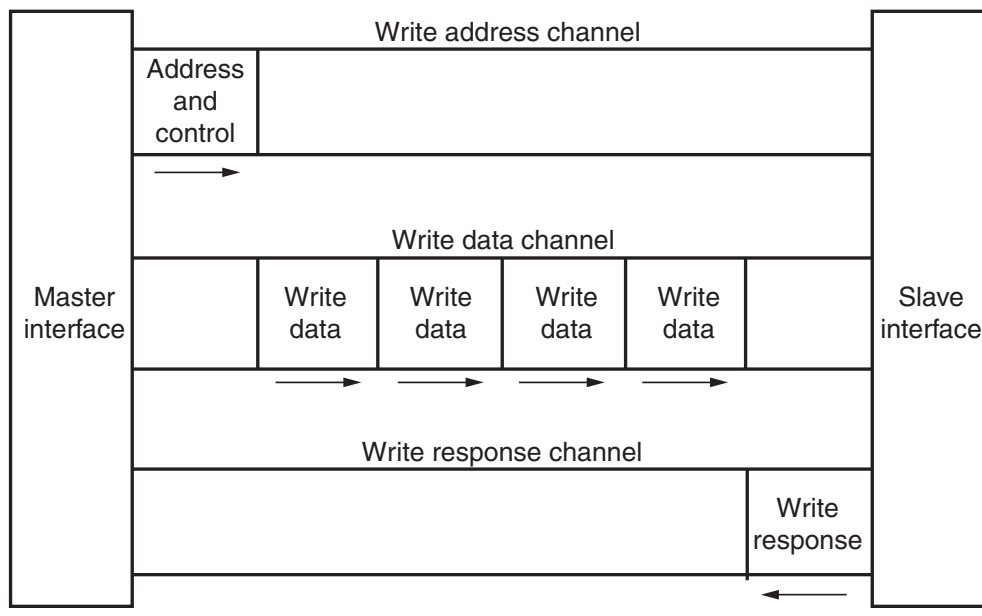 Write address channel
Address
and
control
Write data channel
Master
interface
Write
data
Write
data
Write
data
Write
data
Slave
interface
Write response channel
Write
response